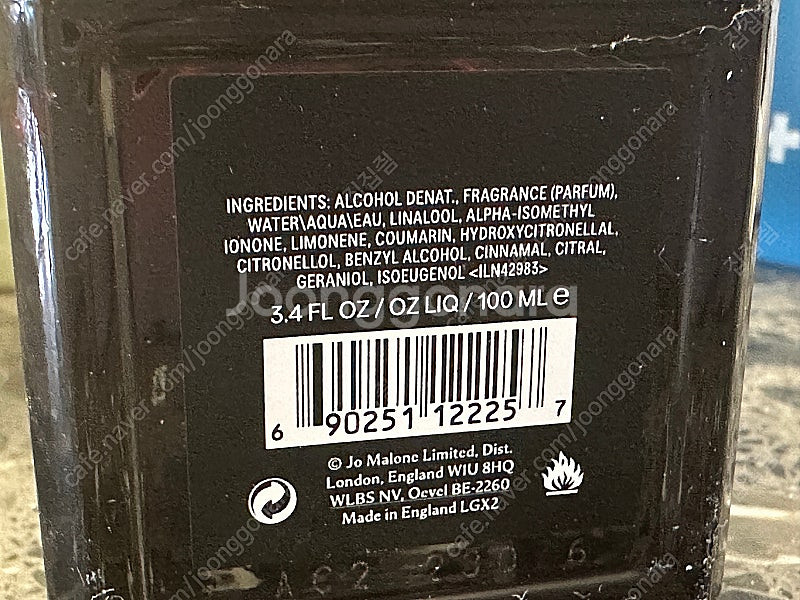 INGREDIENTS: ALCOHOL DENAT., FRAGRANCE (PARFUM),
WATER\AQUA\EAU, LINALOOL, ALPHA-ISOMETHYL
IONONE, LIMONENE, COUMARIN, HYDROXYCITRONELLAL,
CITRONELLOL, BENZYL ALCOHOL, CINNAMAL, CITRAL,
GERANIOL, ISOEUGENOL <ILN42983>
Joonggonara
3.4 FL OZ / OZ LIQ / 100 ML e
6 90251 12225 7
© Jo Malone Limited, Dist.
London, England W1U 8HQ
WLBS NV, Oevel BE-2260
Made in England LGX2
cafe.naver.com/joonggonara